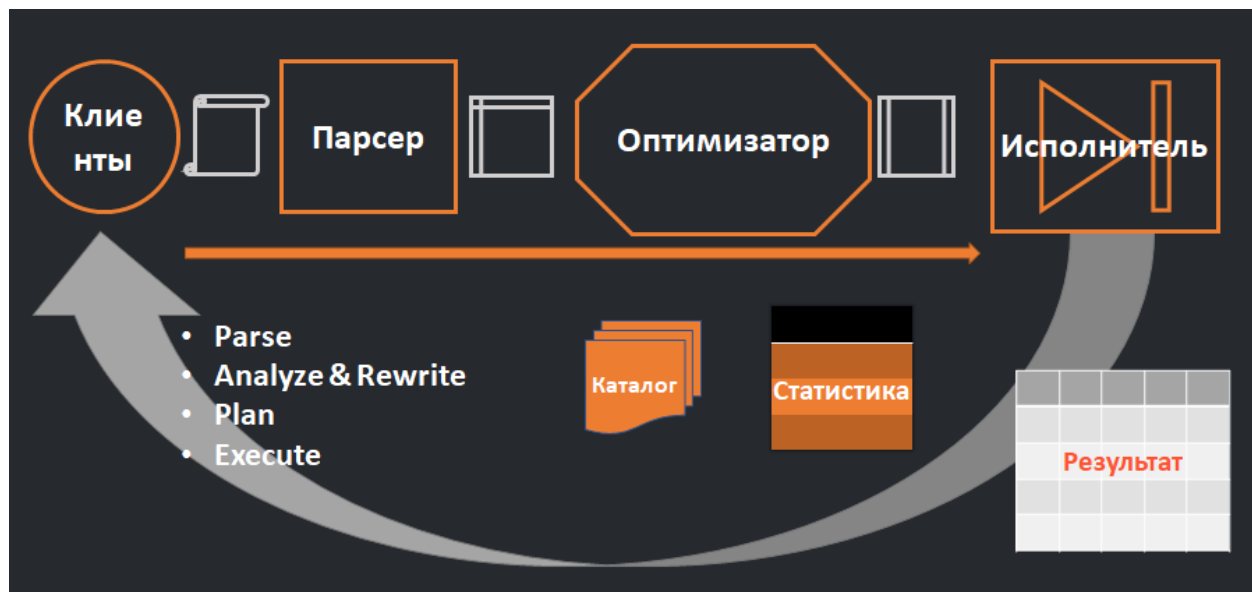 Клие
нты
Парсер
Оптимизатор
Исполнитель
• Parse
• Analyze & Rewrite
• Plan
• Execute
Каталог
Статистика
Результат